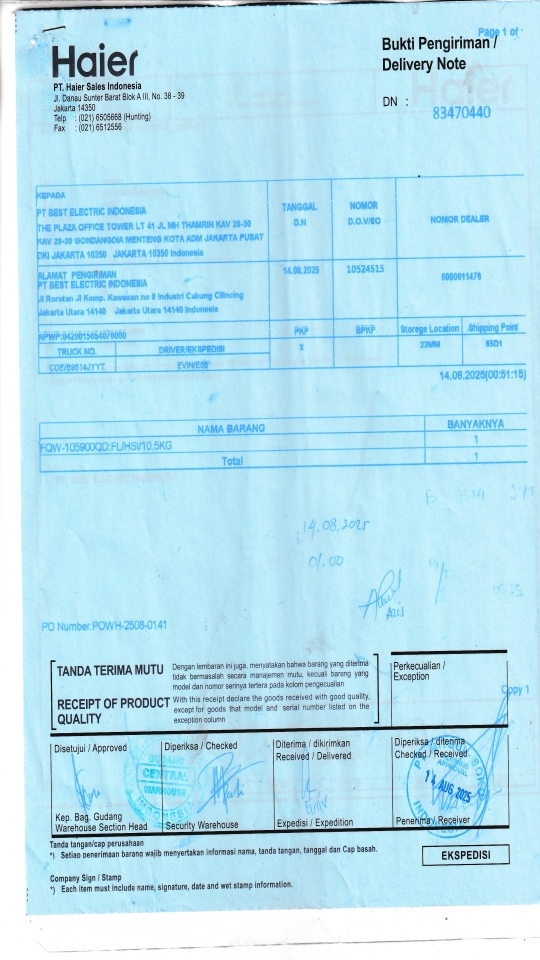 Page 1 of
Haier
Bukti Pengiriman /
Delivery Note
PT. Haier Sales Indonesia
Jl. Danau Sunter Barat Blok A III, No. 38 - 39
Jakarta 14350
Telp : (021) 6505668 (Hunting)
Fax : (021) 6512556
DN : 83470440
KEPADA
PT BEST ELECTRIC INDONESIA
THE PLAZA OFFICE TOWER LT 41 JL MH THAMRIN KAV 28-30
KAV 28-30 GONDANGDIA MENTENG KOTA ADM JAKARTA PUSAT
DKI JAKARTA 10350 JAKARTA 10350 Indonesia
TANGGAL D.N
NOMOR D.O.V/SO
NOMOR DEALER
ALAMAT PENGIRIMAN
PT BEST ELECTRIC INDONESIA
Jl Rorotan Jl Komp. Kawasan no 8 Industri Cakung Cilincing
Jakarta Utara 14140 Jakarta Utara 14140 Indonesia
14.08.2025
10524515
NPWP:
PKP
BPKP
Storege Location
Shipping Point
TRUCK NO.
DRIVER/EKSPEDISI
X
22MM
85D1
14.08.2025(00:51:15)
NAMA BARANG
BANYAKNYA
FQW-105900QD;FL/HSI/10.5KG
1
Total
1
14.08.2025
01.00
Azis
PO Number:POWH-2508-0141
TANDA TERIMA MUTU
Dengan lembaran ini juga, menyatakan bahwa barang yang diterima
tidak bermasalah secara manajemen mutu, kecuali barang yang
model dan nomor serinya tertera pada kolom pengecualian
RECEIPT OF PRODUCT
QUALITY
With this receipt declare the goods received with good quality,
except for goods that model and serial number listed on the
exception column
Perkecualian /
Exception
Copy 1
Disetujui / Approved
Diperiksa / Checked
Diterima / dikirimkan
Received / Delivered
Diperiksa / diterima
Checked / Received
GUDANG
CENTRAL
WAREHOUSE
APPROVAL
14 AUG 2025
EVIN
Kep. Bag. Gudang
Warehouse Section Head
Security Warehouse
Expedisi / Expedition
Penerima / Receiver
Tanda tangan/cap perusahaan
*) Setiao penerimaan barang wajib menyertakan informasi nama, tanda tangan, tanggal dan Cap basah.
EKSPEDISI
Company Sign / Stamp
*) Each item must include name, signature, date and wet stamp information.